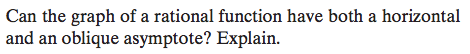 Can the graph of a rational function have both a horizontal
and an oblique asymptote? Explain.